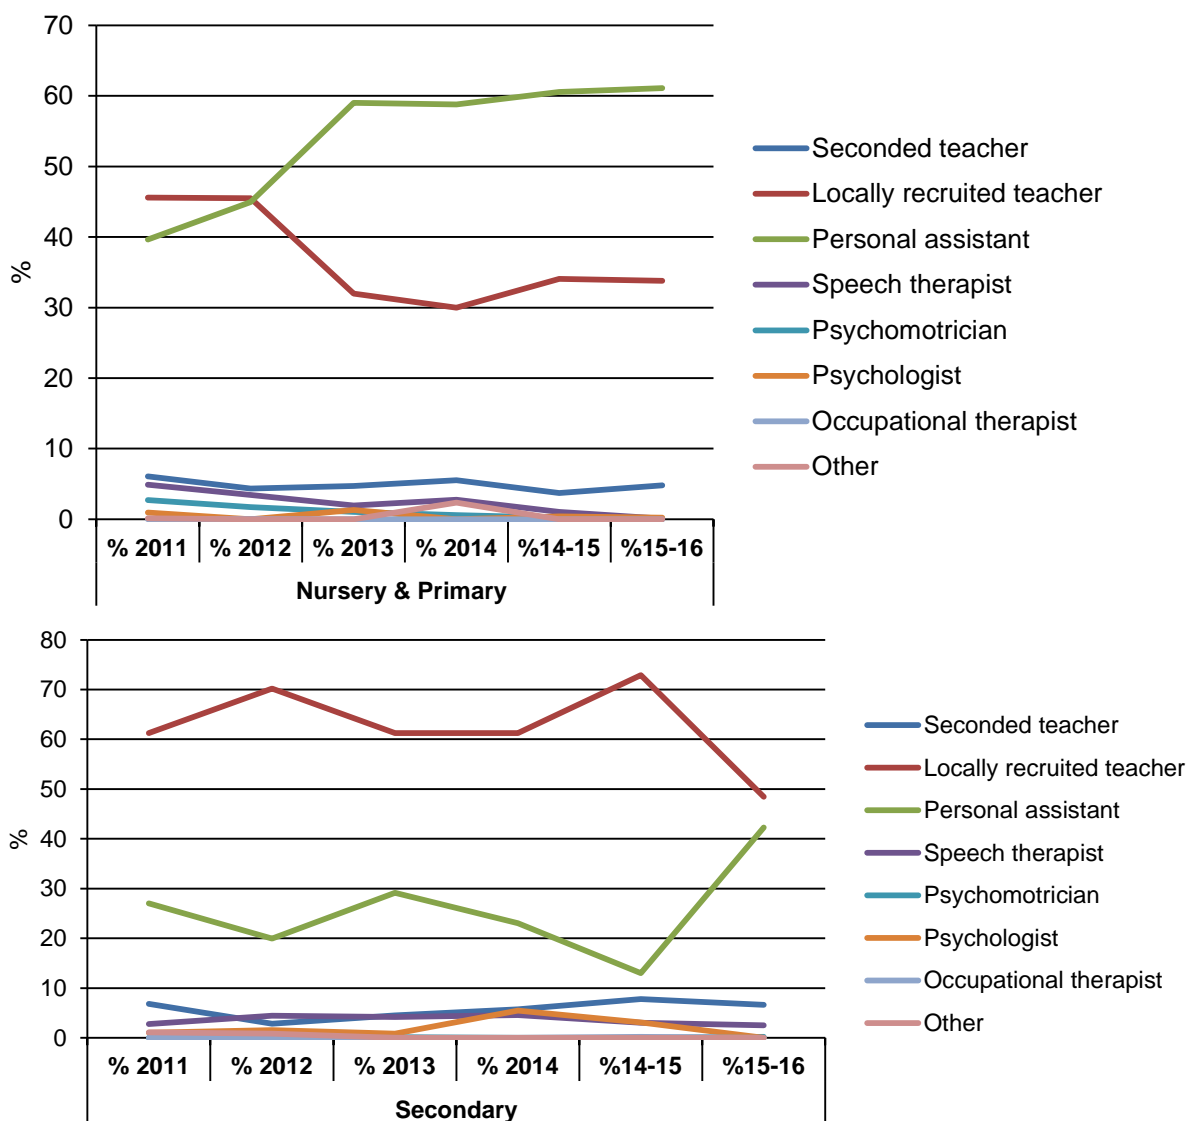 70
60
50
40
30
20
10
0
%
% 2011 % 2012 % 2013 % 2014 %14-15 %15-16
Nursery & Primary
Seconded teacher
Locally recruited teacher
Personal assistant
Speech therapist
Psychomotrician
Psychologist
Occupational therapist
Other
80
70
60
50
40
30
20
10
0
%
% 2011 % 2012 % 2013 % 2014 %14-15 %15-16
Secondary
Seconded teacher
Locally recruited teacher
Personal assistant
Speech therapist
Psychomotrician
Psychologist
Occupational therapist
Other